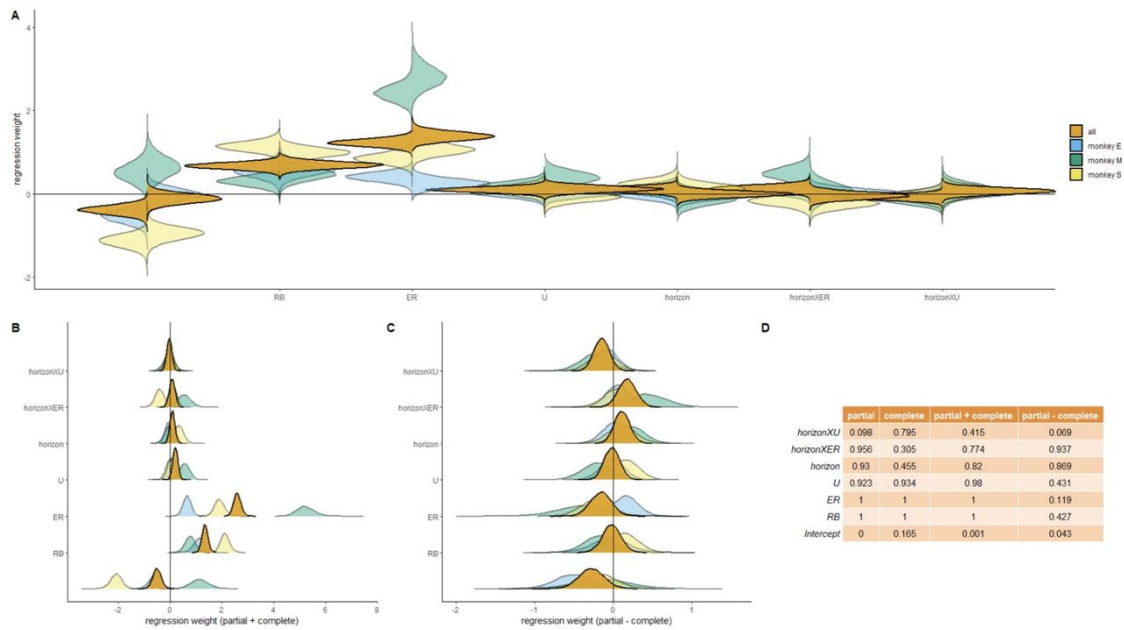 A
4
2
0
-2
regression weight
RB ER U horizon horizonXER horizonXU
all
monkey E
monkey M
monkey S
B
horizonXU
horizonXER
horizon
U
ER
RB
-2 0 2 4 6 8
regression weight (partial + complete)
C
horizonXU
horizonXER
horizon
U
ER
RB
-2 -1 0 1
regression weight (partial - complete)
D
partial complete partial + complete partial - complete
horizonXU 0.098 0.795 0.415 0.069
horizonXER 0.956 0.305 0.774 0.937
horizon 0.93 0.455 0.82 0.869
U 0.923 0.934 0.98 0.431
ER 1 1 1 0.119
RB 1 1 1 0.427
Intercept 0 0.165 0.001 0.043